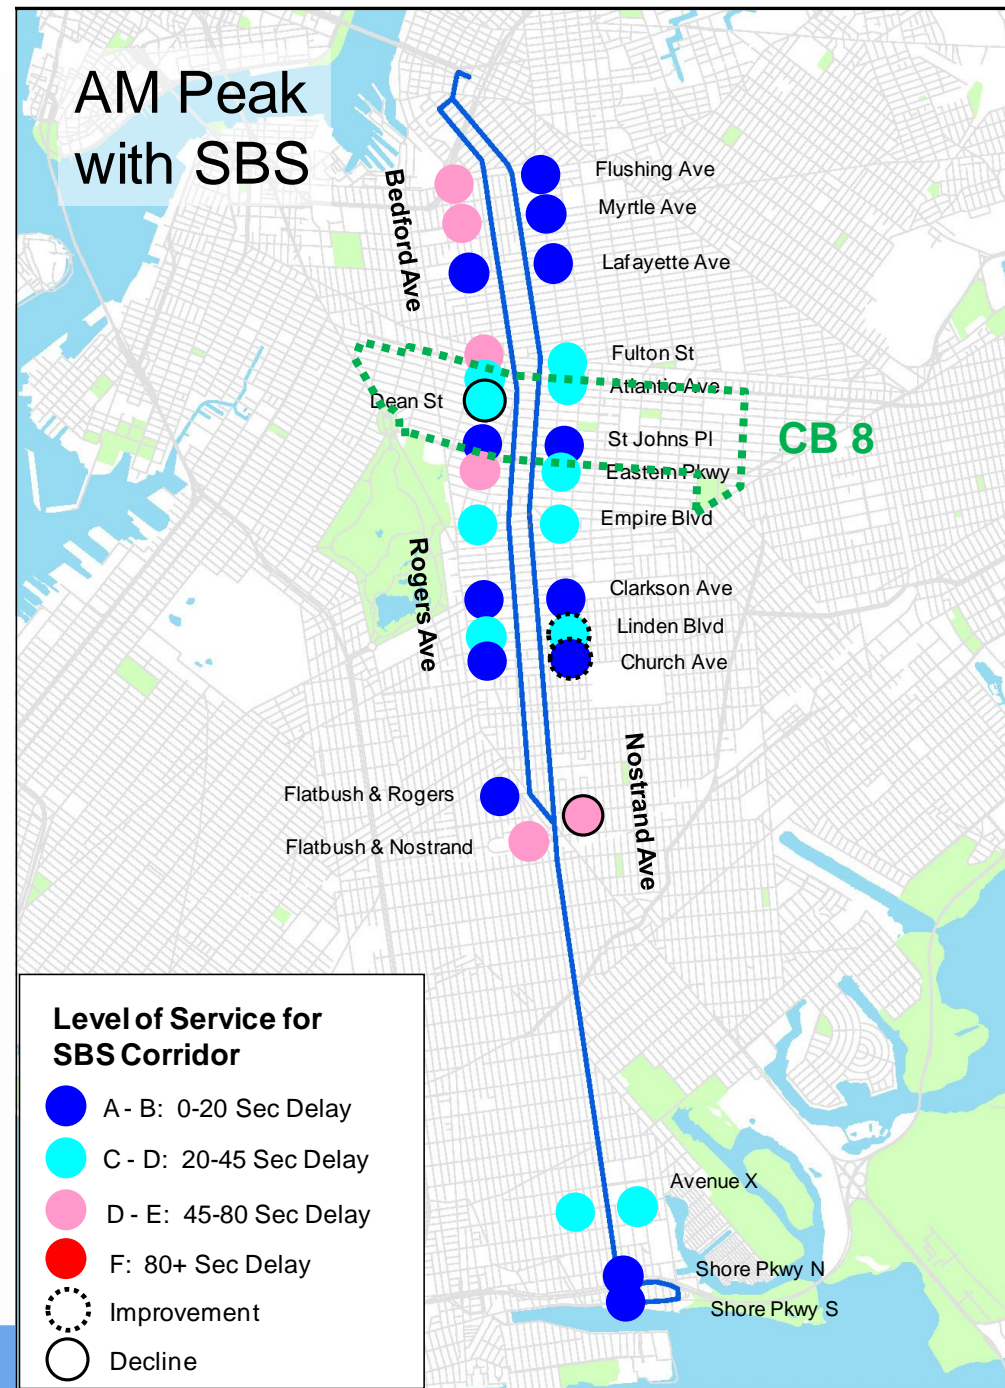 AM Peak
with SBS
Bedford Ave
Flushing Ave
Myrtle Ave
Lafayette Ave
Fulton St
Atlantic Ave
Dean St
St Johns Pl
CB 8
Eastern Pkwy
Empire Blvd
Rogers Ave
Clarkson Ave
Linden Blvd
Church Ave
Nostrand Ave
Flatbush & Rogers
Flatbush & Nostrand
Level of Service for
SBS Corridor
A - B: 0-20 Sec Delay
C - D: 20-45 Sec Delay
D - E: 45-80 Sec Delay
F: 80+ Sec Delay
Improvement
Decline
Avenue X
Shore Pkwy N
Shore Pkwy S